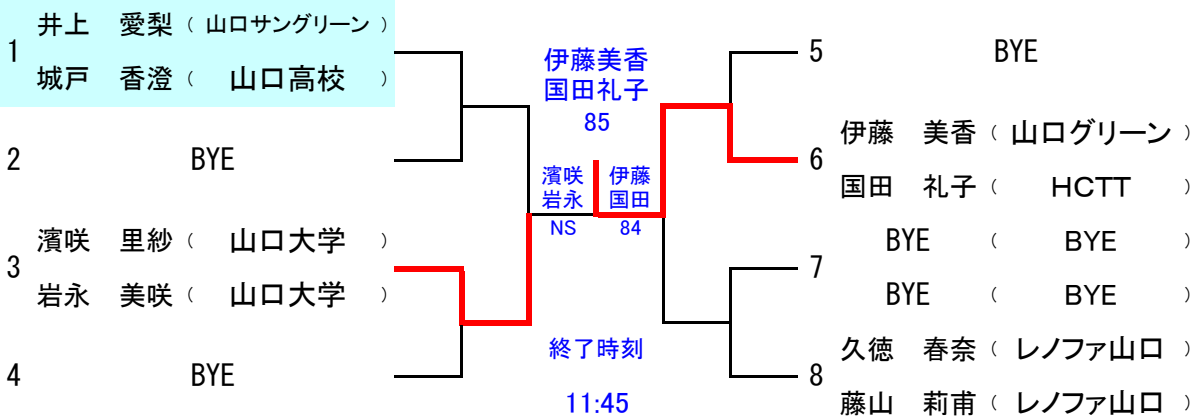 1
井上　愛梨（ 山口サングリーン ）
城戸　香澄（ 山口高校 ）
2 BYE
3
濱咲　里紗（ 山口大学 ）
岩永　美咲（ 山口大学 ）
4 BYE
伊藤美香
国田礼子
85
濱咲
岩永
NS
伊藤
国田
84
終了時刻
11:45
5 BYE
6
伊藤　美香（ 山口グリーン ）
国田　礼子（ HCTT ）
7
BYE （ BYE ）
BYE （ BYE ）
8
久徳　春奈（ レノファ山口 ）
藤山　莉甫（ レノファ山口 ）